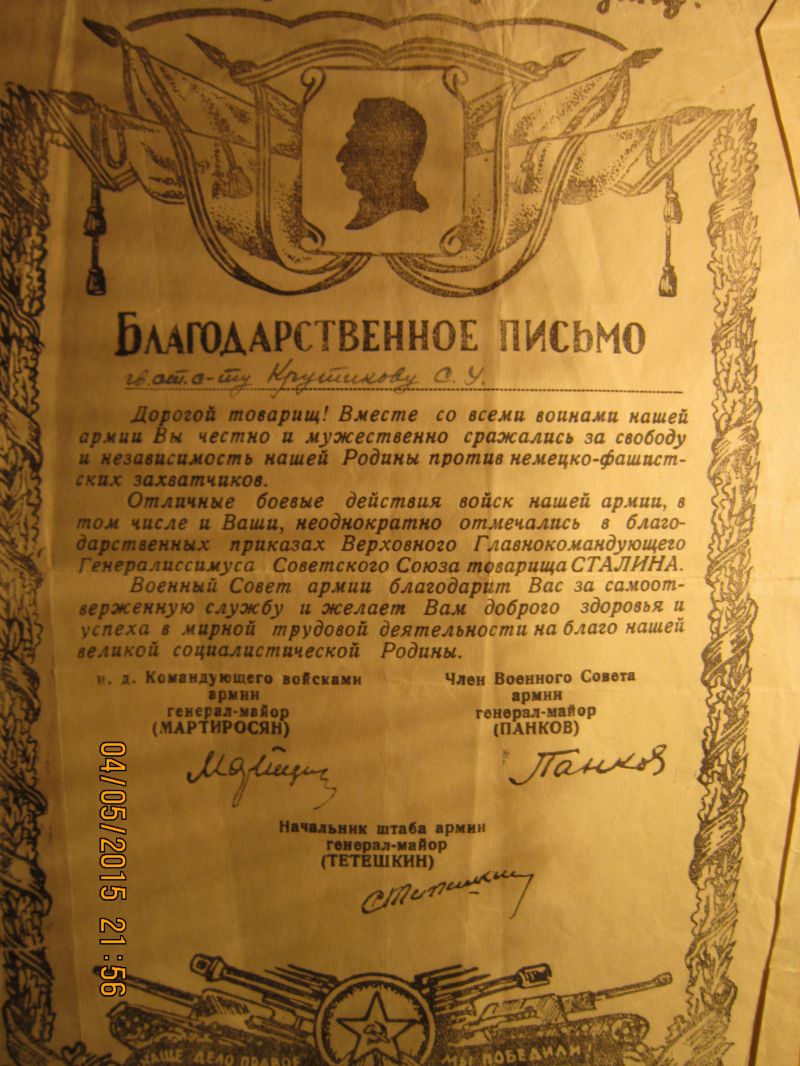 БЛАГОДАРСТВЕННОЕ ПИСЬМО
гв. ст. с-ту Крутикову С. У.
Дорогой товарищ! Вместе со всеми воинами нашей
армии Вы честно и мужественно сражались за свободу
и независимость нашей Родины против немецко-фашист-
ских захватчиков.
Отличные боевые действия войск нашей армии, в
том числе и Ваши, неоднократно отмечались в благо-
дарственных приказах Верховного Главнокомандующего
Генералиссимуса Советского Союза товарища СТАЛИНА.
Военный Совет армии благодарит Вас за самоот-
верженную службу и желает Вам доброго здоровья и
успеха в мирной трудовой деятельности на благо нашей
великой социалистической Родины.
и. д. Командующего войсками
армии
генерал-майор
(МАРТИРОСЯН)
Член Военного Совета
армии
генерал-майор
(ПАНКОВ)
Панков
Начальник штаба армии
генерал-майор
(ТЕТЕШКИН)
НАШЕ ДЕЛО ПРАВОЕ МЫ ПОБЕДИЛИ!
04/05/2015 21:56